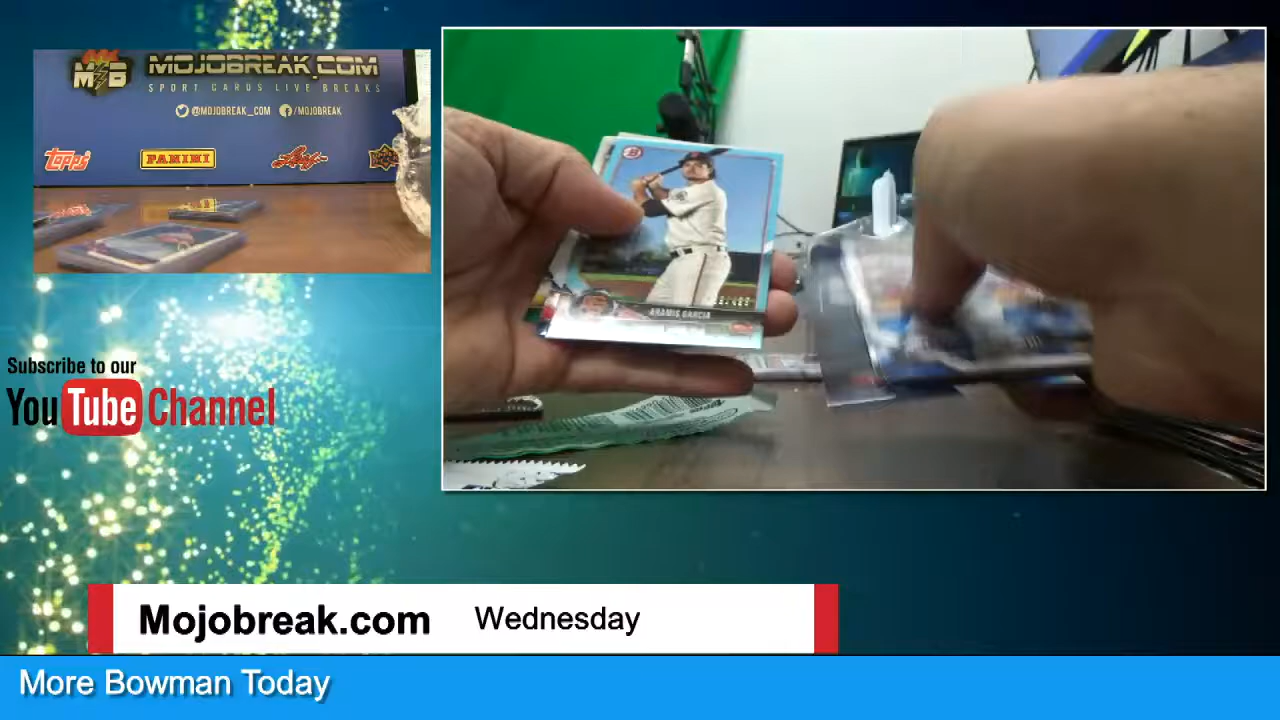 MB
MOJOBREAK.COM
SPORT CARDS LIVE BREAKS
@MOJOBREAK_COM
/MOJOBREAK
TOPPS
PANINI
Leaf
Subscribe to our
YouTube Channel
ARAMIS GARCIA
Mojobreak.com
Wednesday
More Bowman Today